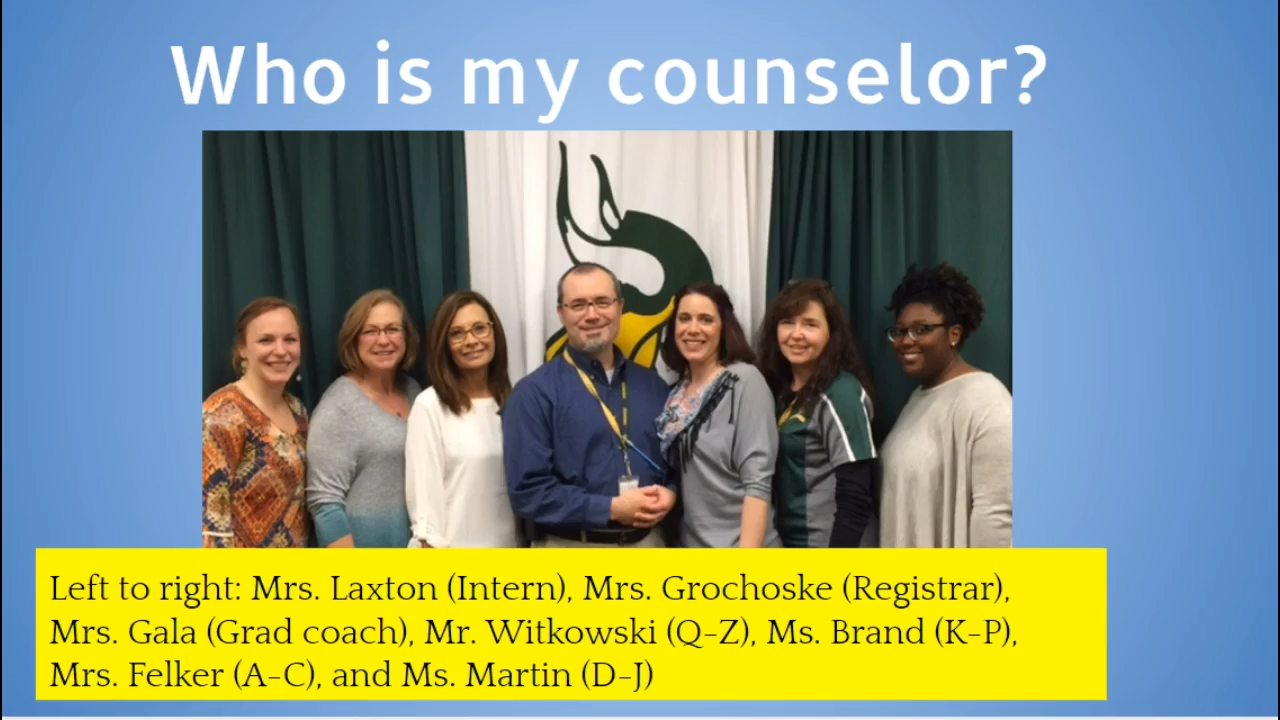 Who is my counselor?
Left to right: Mrs. Laxton (Intern), Mrs. Grochoske (Registrar),
Mrs. Gala (Grad coach), Mr. Witkowski (Q-Z), Ms. Brand (K-P),
Mrs. Felker (A-C), and Ms. Martin (D-J)